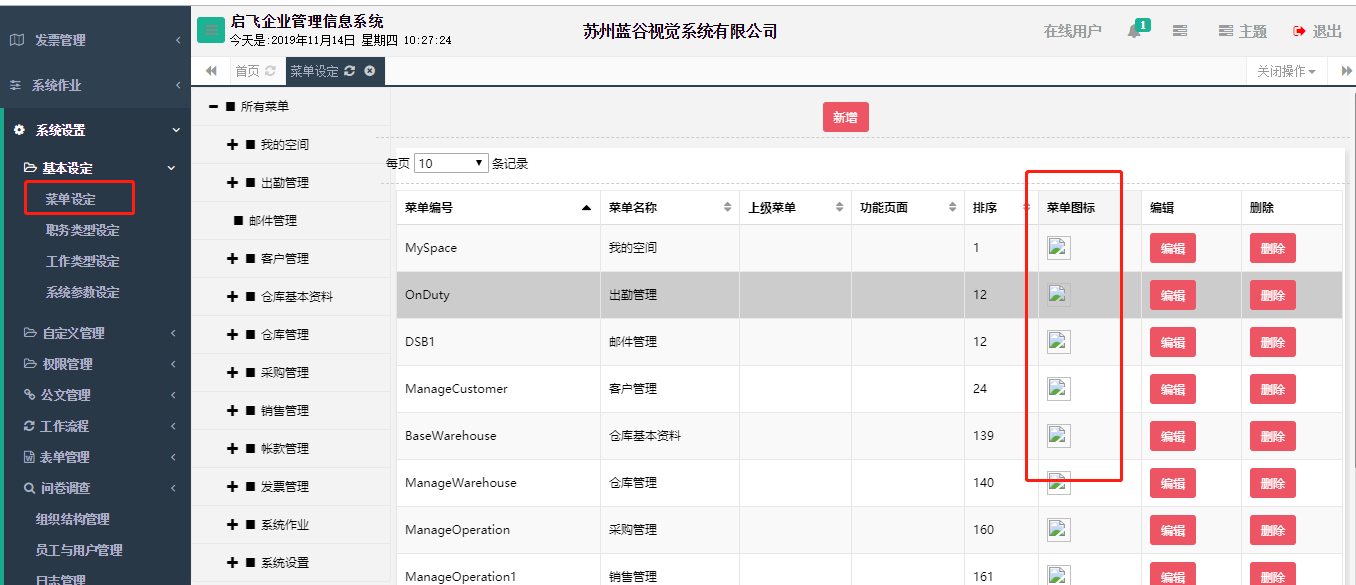 启飞企业管理信息系统
今天是:2019年11月14日 星期四 10:27:24
苏州蓝谷视觉系统有限公司
在线用户
1
主题
退出
首页
菜单设定
关闭操作
发票管理
系统作业
系统设置
基本设定
菜单设定
职务类型设定
工作类型设定
系统参数设定
自定义管理
权限管理
公文管理
工作流程
表单管理
问卷调查
组织结构管理
员工与用户管理
日志管理
所有菜单
我的空间
出勤管理
邮件管理
客户管理
仓库基本资料
仓库管理
采购管理
销售管理
帐款管理
发票管理
系统作业
系统设置
新增
每页 10 条记录
菜单编号 菜单名称 上级菜单 功能页面 排序 菜单图标 编辑 删除
MySpace 我的空间 1 编辑 删除
OnDuty 出勤管理 12 编辑 删除
DSB1 邮件管理 12 编辑 删除
ManageCustomer 客户管理 24 编辑 删除
BaseWarehouse 仓库基本资料 139 编辑 删除
ManageWarehouse 仓库管理 140 编辑 删除
ManageOperation 采购管理 160 编辑 删除
ManageOperation1 销售管理 161 编辑 删除